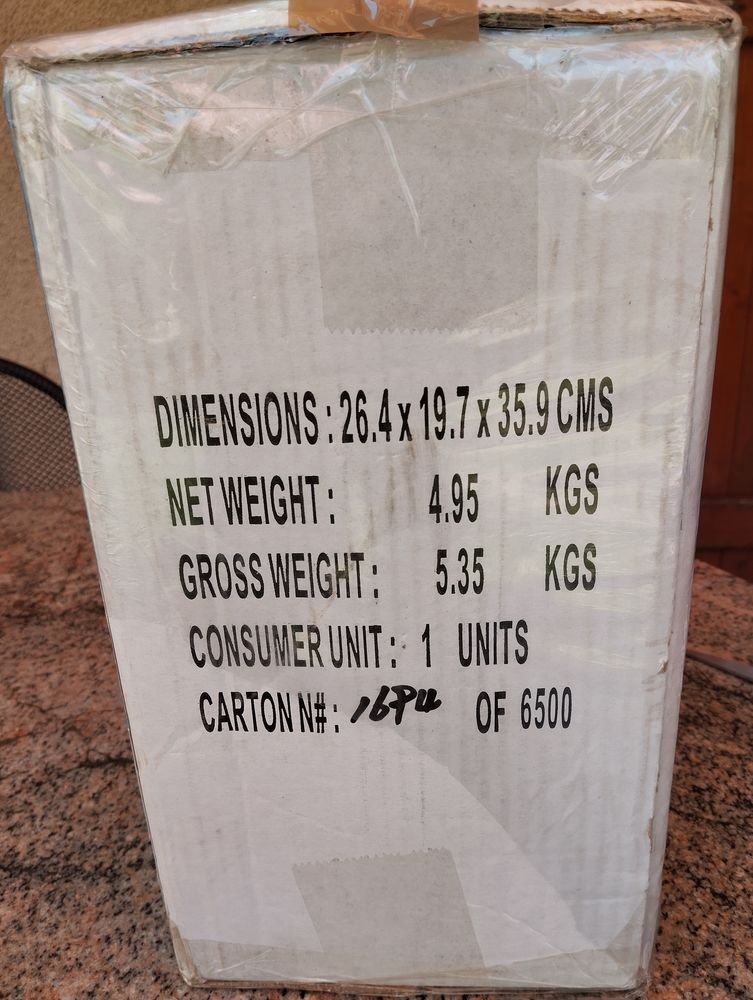 DIMENSIONS : 26.4 x 19.7 x 35.9 CMS
NET WEIGHT : 4.95 KGS
GROSS WEIGHT : 5.35 KGS
CONSUMER UNIT : 1 UNITS
CARTON N# : OF 6500